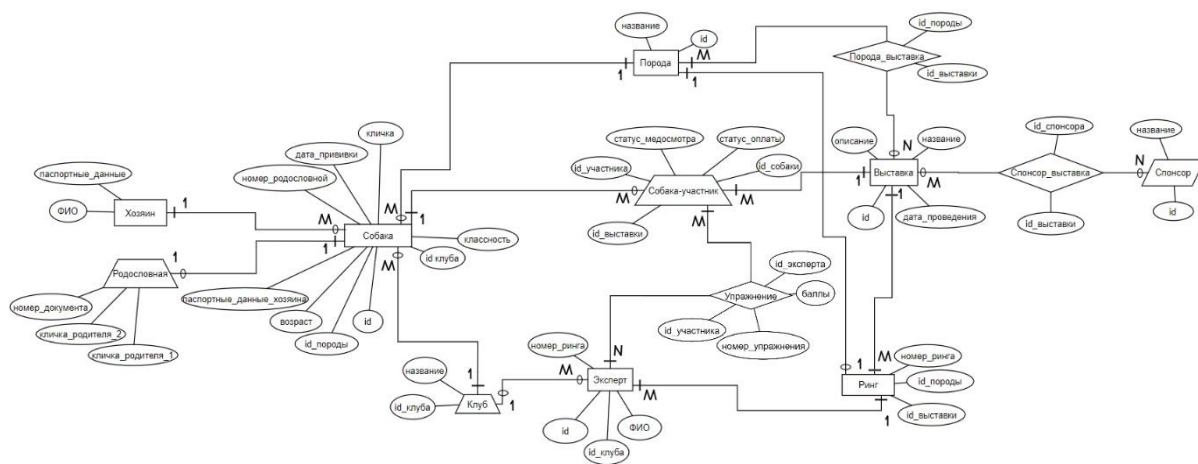 id_породы
название
id
M
1
1
Порода
Порода_выставка
id_выставки
кличка
статус_медосмотра
статус_оплаты
описание
название
N
id_спонсора
название
дата_прививки
id_участника
id_собаки
паспортные_данные
номер_родословной
Собака-участник
Выставка
Спонсор_выставка
Спонсор
N
ФИО
Хозяин
1
M
M
1
M
M
1
M
1
id_выставки
M
id
дата_проведения
id_выставки
id
Собака
классность
1
1
M
id клуба
Родословная
id_эксперта
номер_документа
паспортные_данные_хозяина
id
Упражнение
баллы
кличка_родителя_2
возраст
id_участника
кличка_родителя_1
id_породы
номер_упражнения
номер_ринга
N
1
M
номер_ринга
название
1
M
Эксперт
M
Ринг
id_породы
id_клуба
Клуб
1
1
id_выставки
id
id_клуба
ФИО